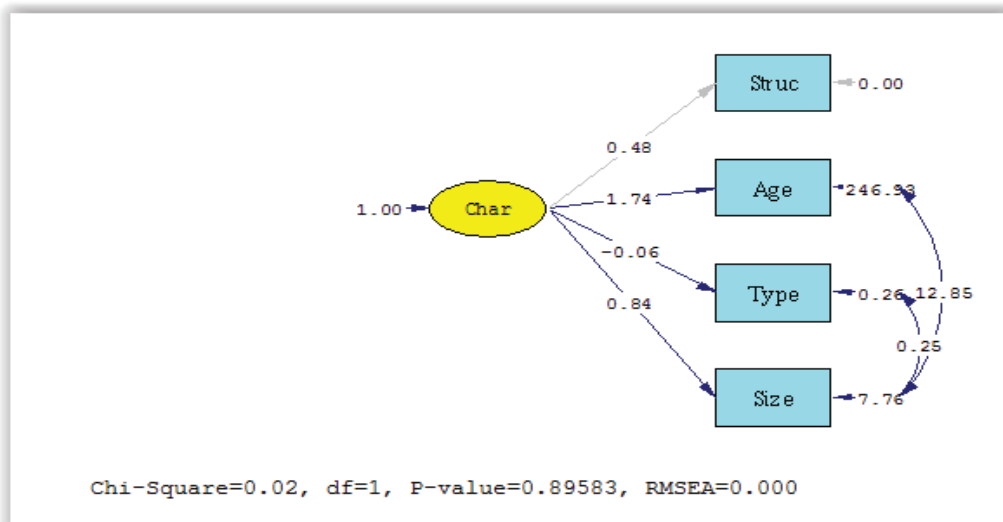 Struc
0.00
0.48
Age
246.93
1.00
Char
1.74
-0.06
Type
0.26
12.85
0.84
0.25
Size
7.76
Chi-Square=0.02, df=1, P-value=0.89583, RMSEA=0.000